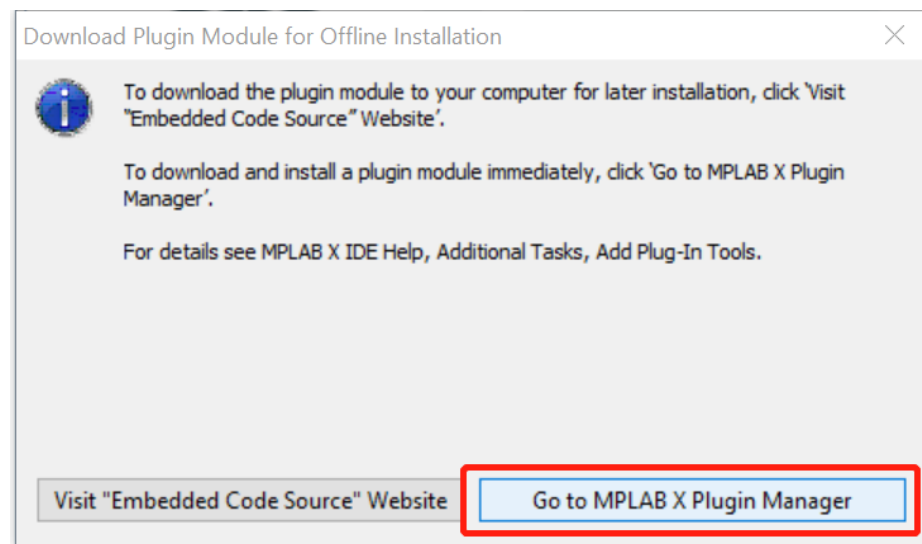 Download Plugin Module for Offline Installation
To download the plugin module to your computer for later installation, click ‘Visit
“Embedded Code Source” Website’.
To download and install a plugin module immediately, click ‘Go to MPLAB X Plugin
Manager’.
For details see MPLAB X IDE Help, Additional Tasks, Add Plug-In Tools.
Visit "Embedded Code Source" Website
Go to MPLAB X Plugin Manager